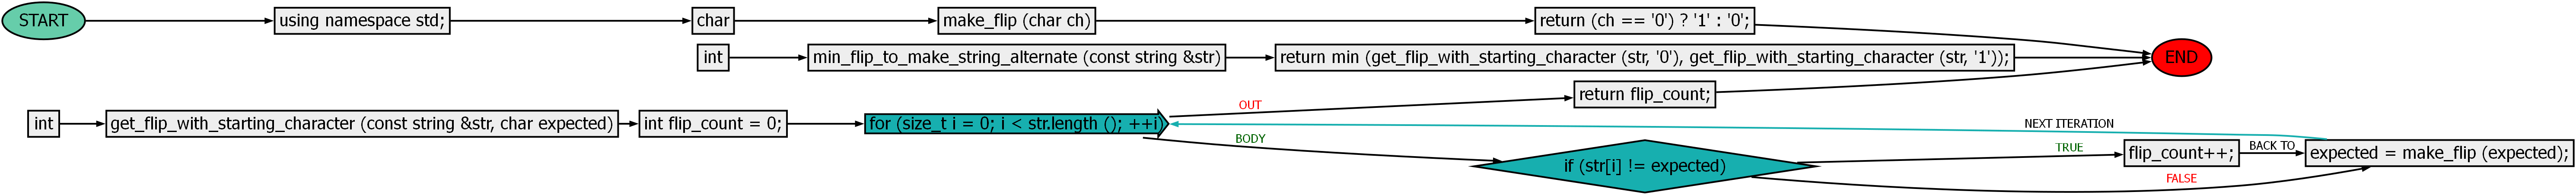 START
using namespace std;
char
make_flip (char ch)
return (ch == '0') ? '1' : '0';
int
min_flip_to_make_string_alternate (const string &str)
return min (get_flip_with_starting_character (str, '0'), get_flip_with_starting_character (str, '1'));
END
return flip_count;
OUT
int
get_flip_with_starting_character (const string &str, char expected)
int flip_count = 0;
for (size_t i = 0; i < str.length (); ++i)
NEXT ITERATION
BODY
if (str[i] != expected)
TRUE
flip_count++;
BACK TO
expected = make_flip (expected);
FALSE